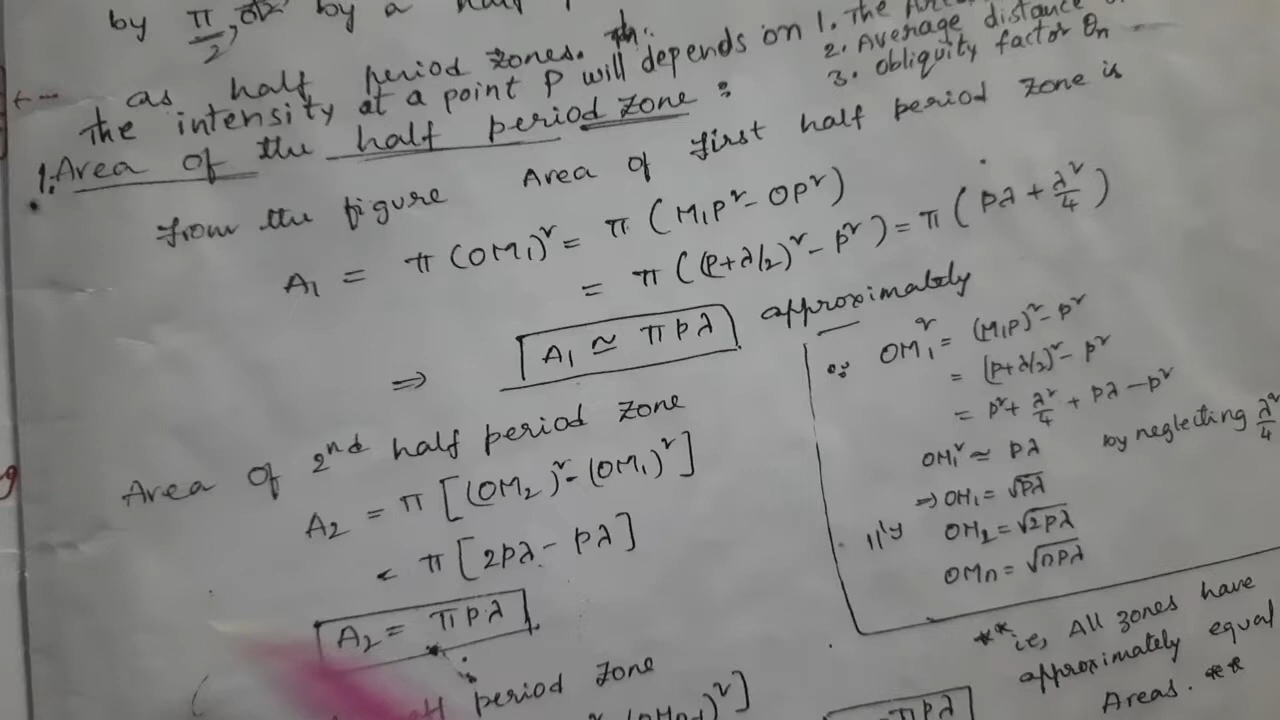 by π/2, or by a half
as half period zones.
The intensity at a point P will depends on 1. The
2. Average distance
3. Obliquity factor θn
1. Area of the half period zone :
from the figure Area of first half period zone is
A₁ = π (OM₁)² = π (M₁P² - OP²)
= π ((p+λ/2)² - p²) = π (pλ + λ²/4)
⇒ A₁ ≃ πpλ approximately
Area of 2nd half period zone
A₂ = π [(OM₂)² - (OM₁)²]
= π [2pλ - pλ]
A₂ = πpλ
∵ OM₁² = (M₁P)² - p²
= (p+λ/2)² - p²
= p² + λ²/4 + pλ - p²
OM₁² ≃ pλ by neglecting λ²/4
⇒ OM₁ = √pλ
lllly OM₂ = √2pλ
OMn = √npλ
** ie, All zones have
approximately equal
Areas. **
half period zone
πpλ